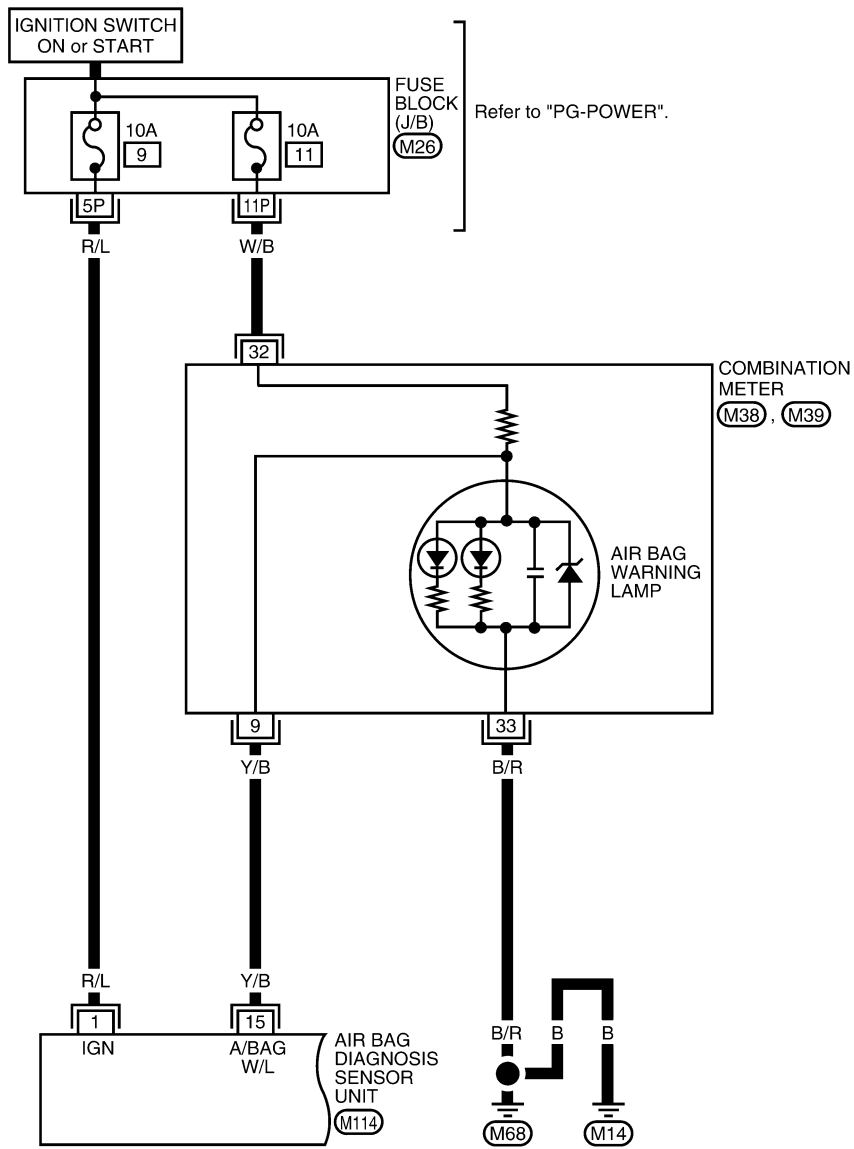 IGNITION SWITCH
ON or START
FUSE
BLOCK
(J/B)
M26
Refer to "PG-POWER".
10A
9
10A
11
5P
11P
R/L
W/B
32
COMBINATION
METER
M38 , M39
AIR BAG
WARNING
LAMP
9
33
Y/B
B/R
R/L
Y/B
1
15
IGN
A/BAG
W/L
AIR BAG
DIAGNOSIS
SENSOR
UNIT
M114
B/R
B
B
M68
M14